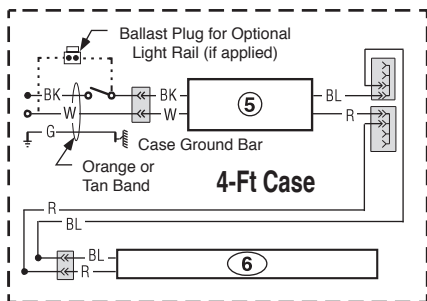 Ballast Plug for Optional
Light Rail (if applied)
BK BK BL
5
W W R
G
Case Ground Bar
Orange or
Tan Band
4-Ft Case
R
BL
BL
R
6